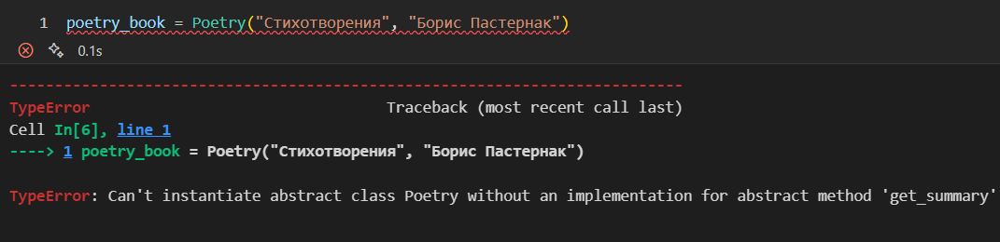 1 poetry_book = Poetry("Стихотворения", "Борис Пастернак")
0.1s
---------------------------------------------------------------------------
TypeError                                 Traceback (most recent call last)
Cell In[6], line 1
----> 1 poetry_book = Poetry("Стихотворения", "Борис Пастернак")
TypeError: Can't instantiate abstract class Poetry without an implementation for abstract method 'get_summary'